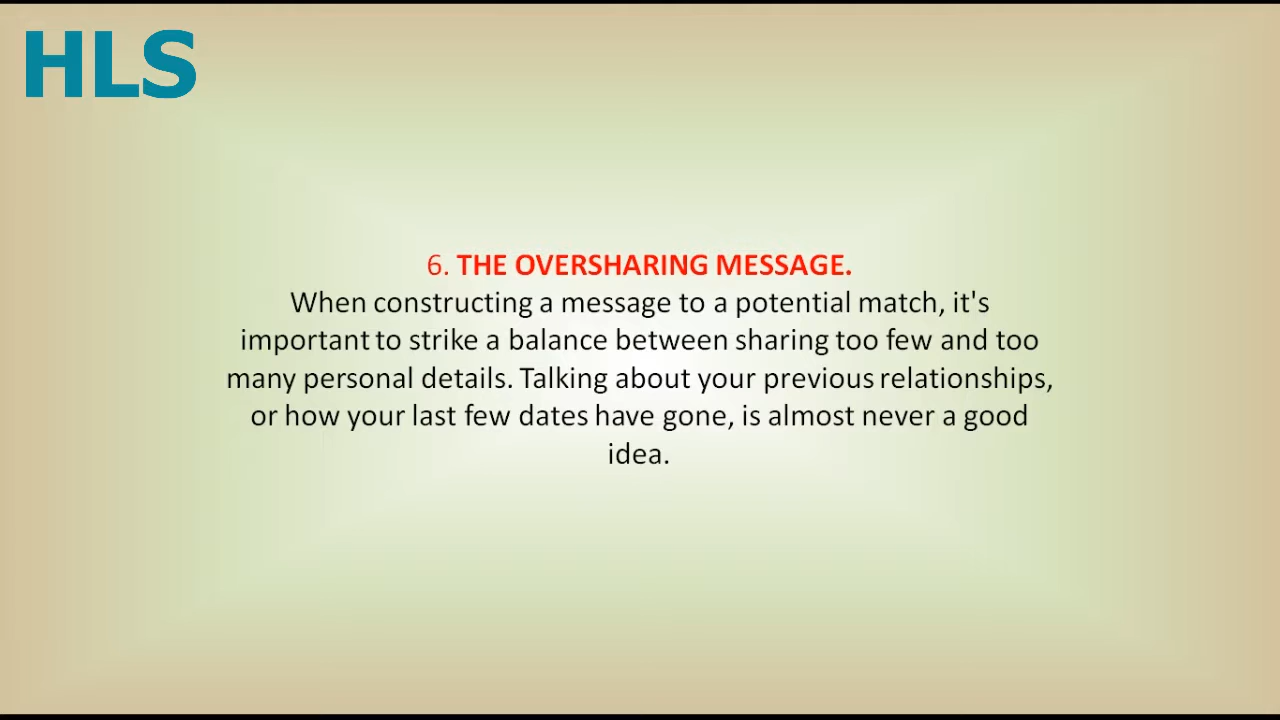 HLS
6. THE OVERSHARING MESSAGE.
When constructing a message to a potential match, it's
important to strike a balance between sharing too few and too
many personal details. Talking about your previous relationships,
or how your last few dates have gone, is almost never a good
idea.